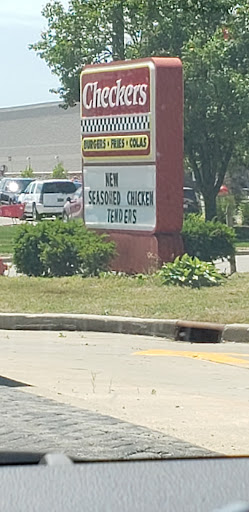 Checkers
BURGERS • FRIES • COLAS
NEW
SEASONED CHICKEN
TENDERS